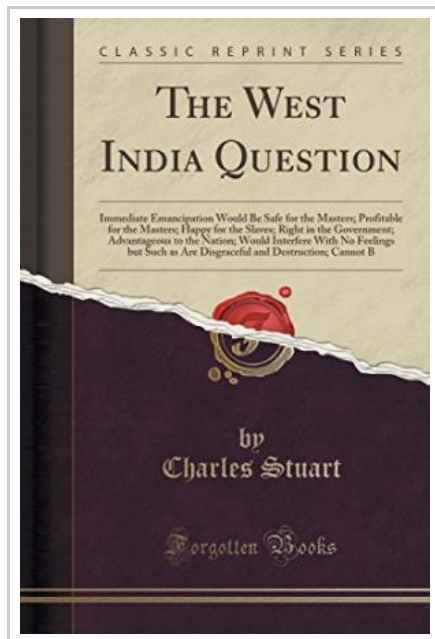 CLASSIC REPRINT SERIES
THE WEST
INDIA QUESTION
Immediate Emancipation Would Be Safe for the Masters; Profitable
for the Masters; Happy for the Slaves; Right in the Government;
Advantageous to the Nation; Would Interfere With No Feelings
but Such as Are Disgraceful and Destruction; Cannot B
by
Charles Stuart
Forgotten Books